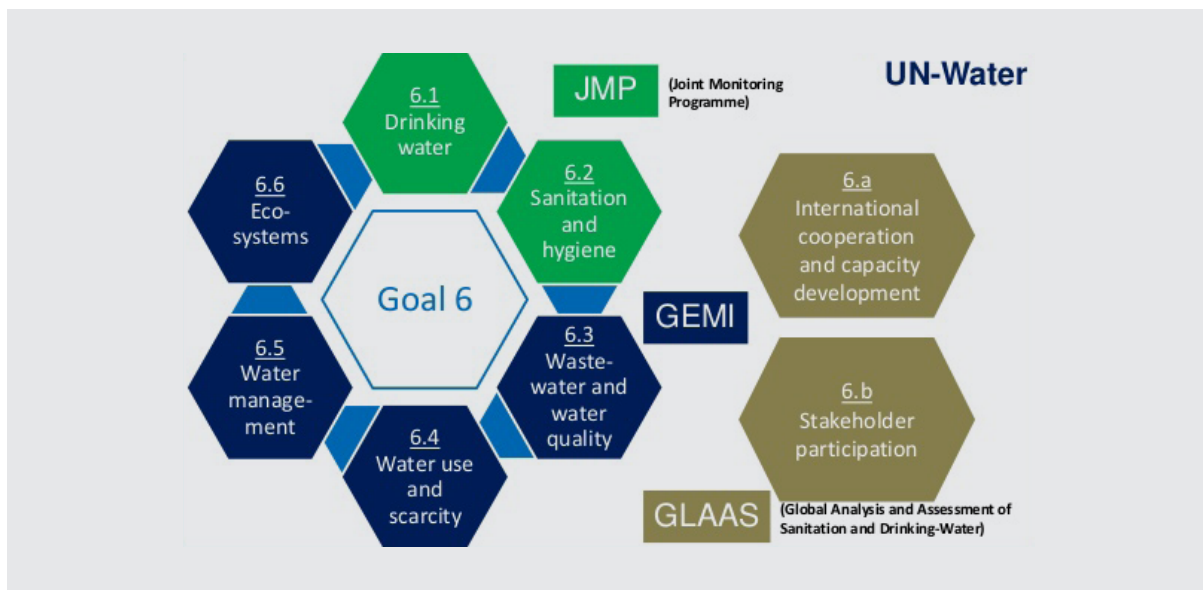 UN-Water
JMP
(Joint Monitoring
Programme)
6.1
Drinking
water
6.2
Sanitation
and
hygiene
6.3
Waste-
water and
water
quality
6.4
Water use
and
scarcity
6.5
Water
manage-
ment
6.6
Eco-
systems
Goal 6
GEMI
6.a
International
cooperation
and capacity
development
6.b
Stakeholder
participation
GLAAS
(Global Analysis and Assessment of
Sanitation and Drinking-Water)